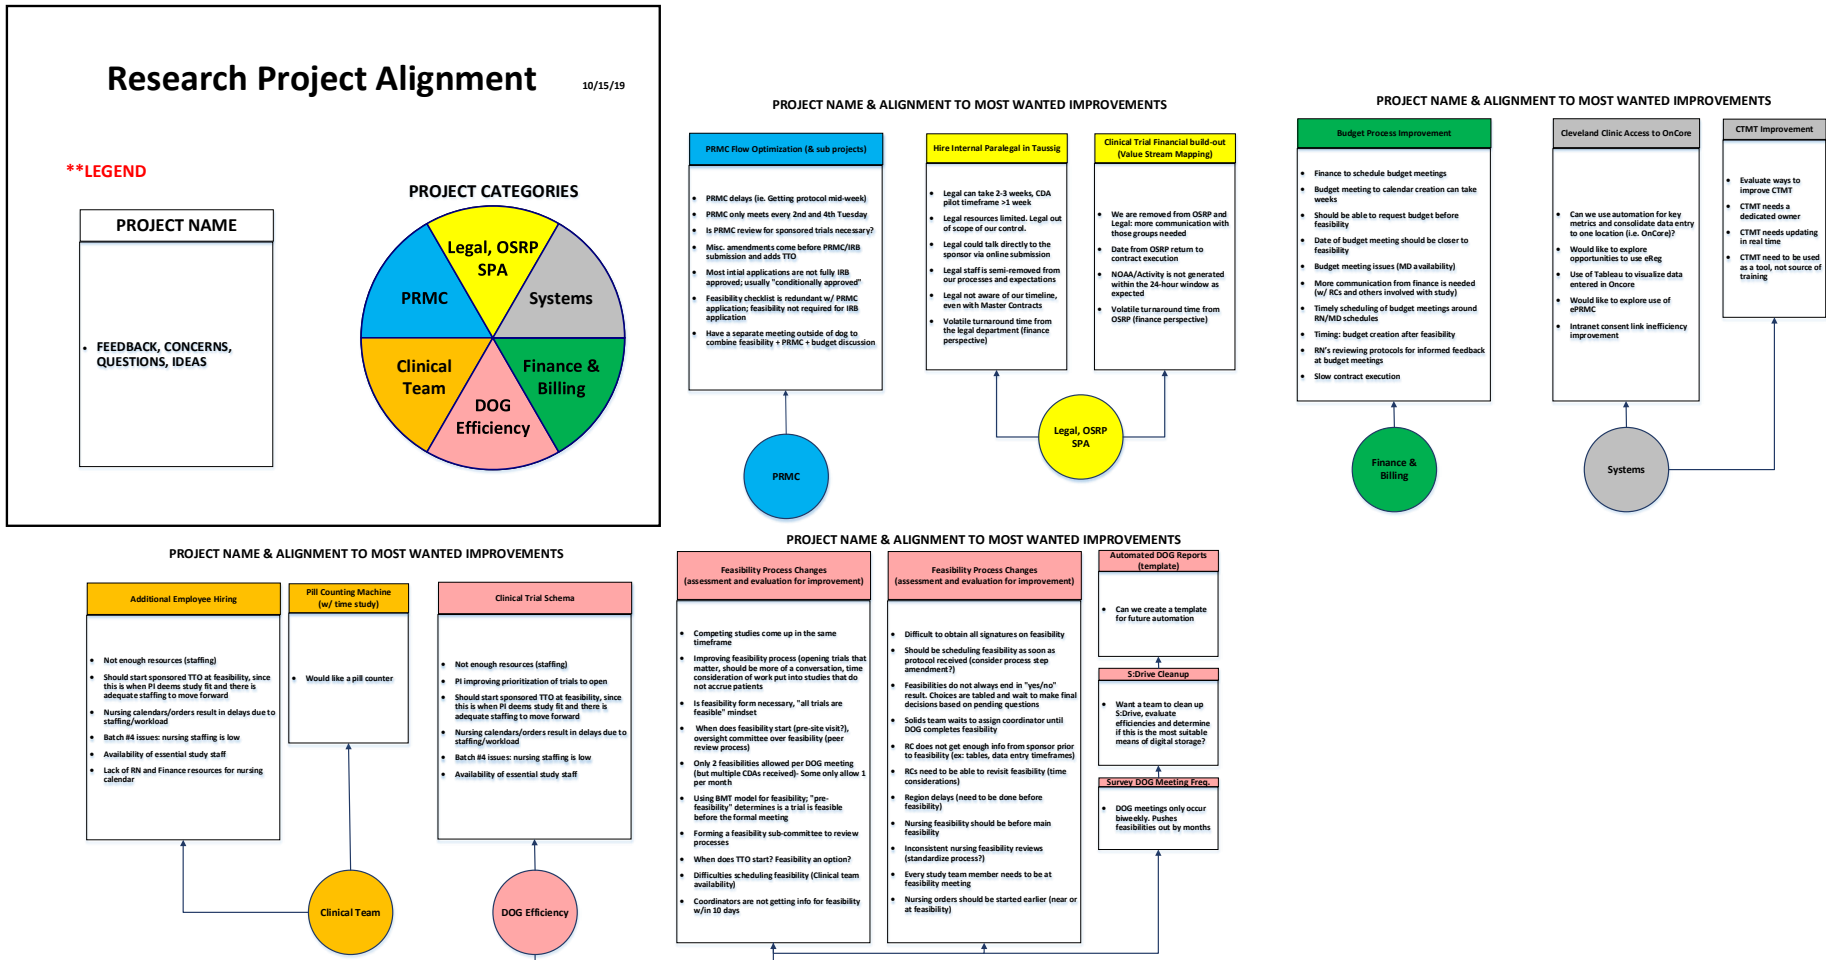 Research Project Alignment
10/15/19
**LEGEND
PROJECT NAME
• FEEDBACK, CONCERNS,
QUESTIONS, IDEAS
PROJECT CATEGORIES
Legal, OSRP
SPA
Systems
Finance &
Billing
DOG
Efficiency
Clinical
Team
PRMC
PROJECT NAME & ALIGNMENT TO MOST WANTED IMPROVEMENTS
PRMC Flow Optimization (& sub projects)
• PRMC delays (ie. Getting protocol mid-week)
• PRMC only meets every 2nd and 4th Tuesday
• Is PRMC review for sponsored trials necessary?
• Misc. amendments come before PRMC/IRB
submission and adds TTO
• Most intial applications are not fully IRB
approved; usually "conditionally approved"
• Feasibility checklist is redundant w/ PRMC
application; feasibility not required for IRB
application
• Have a separate meeting outside of dog to
combine feasibility + PRMC + budget discussion
PRMC
Hire Internal Paralegal in Taussig
• Legal can take 2-3 weeks, CDA
pilot timeframe >1 week
• Legal resources limited. Legal out
of scope of our control.
• Legal could talk directly to the
sponsor via online submission
• Legal staff is semi-removed from
our processes and expectations
• Legal not aware of our timeline,
even with Master Contracts
• Volatile turnaround time from
the legal department (finance
perspective)
Clinical Trial Financial build-out
(Value Stream Mapping)
• We are removed from OSRP and
Legal: more communication with
those groups needed
• Date from OSRP return to
contract execution
• NOAA/Activity is not generated
within the 24-hour window as
expected
• Volatile turnaround time from
OSRP (finance perspective)
Legal, OSRP
SPA
PROJECT NAME & ALIGNMENT TO MOST WANTED IMPROVEMENTS
Budget Process Improvement
• Finance to schedule budget meetings
• Budget meeting to calendar creation can take
weeks
• Should be able to request budget before
feasibility
• Date of budget meeting should be closer to
feasibility
• Budget meeting issues (MD availability)
• More communication from finance is needed
(w/ RCs and others involved with study)
• Timely scheduling of budget meetings around
RN/MD schedules
• Timing: budget creation after feasibility
• RN's reviewing protocols for informed feedback
at budget meetings
• Slow contract execution
Finance &
Billing
Cleveland Clinic Access to OnCore
• Can we use automation for key
metrics and consolidate data entry
to one location (i.e. OnCore)?
• Would like to explore
opportunities to use eReg
• Use of Tableau to visualize data
entered in Oncore
• Would like to explore use of
ePRMC
• Intranet consent link inefficiency
improvement
CTMT Improvement
• Evaluate ways to
improve CTMT
• CTMT needs a
dedicated owner
• CTMT needs updating
in real time
• CTMT need to be used
as a tool, not source of
training
Systems
PROJECT NAME & ALIGNMENT TO MOST WANTED IMPROVEMENTS
Additional Employee Hiring
• Not enough resources (staffing)
• Should start sponsored TTO at feasibility, since
this is when PI deems study fit and there is
adequate staffing to move forward
• Nursing calendars/orders result in delays due to
staffing/workload
• Batch #4 issues: nursing staffing is low
• Availability of essential study staff
• Lack of RN and Finance resources for nursing
calendar
Pill Counting Machine
(w/ time study)
• Would like a pill counter
Clinical Team
Clinical Trial Schema
• Not enough resources (staffing)
• PI improving prioritization of trials to open
• Should start sponsored TTO at feasibility, since
this is when PI deems study fit and there is
adequate staffing to move forward
• Nursing calendars/orders result in delays due to
staffing/workload
• Batch #4 issues: nursing staffing is low
• Availability of essential study staff
DOG Efficiency
PROJECT NAME & ALIGNMENT TO MOST WANTED IMPROVEMENTS
Feasibility Process Changes
(assessment and evaluation for improvement)
• Competing studies come up in the same
timeframe
• Improving feasibility process (opening trials that
matter, should be more of a conversation, time
consideration of work put into studies that do
not accrue patients
• Is feasibility form necessary, "all trials are
feasible" mindset
• When does feasibility start (pre-site visit?),
oversight committee over feasibility (peer
review process)
• Only 2 feasibilities allowed per DOG meeting
(but multiple CDAs received)- Some only allow 1
per month
• Using BMT model for feasibility; "pre-
feasibility" determines is a trial is feasible
before the formal meeting
• Forming a feasibility sub-committee to review
processes
• When does TTO start? Feasibility an option?
• Difficulties scheduling feasibility (Clinical team
availability)
• Coordinators are not getting info for feasibility
w/in 10 days
Feasibility Process Changes
(assessment and evaluation for improvement)
• Difficult to obtain all signatures on feasibility
• Should be scheduling feasibility as soon as
protocol received (consider process step
amendment?)
• Feasibilities do not always end in "yes/no"
result. Choices are tabled and wait to make final
decisions based on pending questions
• Solids team waits to assign coordinator until
DOG completes feasibility
• RC does not get enough info from sponsor prior
to feasibility (ex: tables, data entry timeframes)
• RCs need to be able to revisit feasibility (time
considerations)
• Region delays (need to be done before
feasibility)
• Nursing feasibility should be before main
feasibility
• Inconsistent nursing feasibility reviews
(standardize process?)
• Every study team member needs to be at
feasibility meeting
• Nursing orders should be started earlier (near or
at feasibility)
Automated DOG Reports
(template)
• Can we create a template
for future automation
S:Drive Cleanup
• Want a team to clean up
S:Drive, evaluate
efficiencies and determine
if this is the most suitable
means of digital storage?
Survey DOG Meeting Freq.
• DOG meetings only occur
biweekly. Pushes
feasibilities out by months